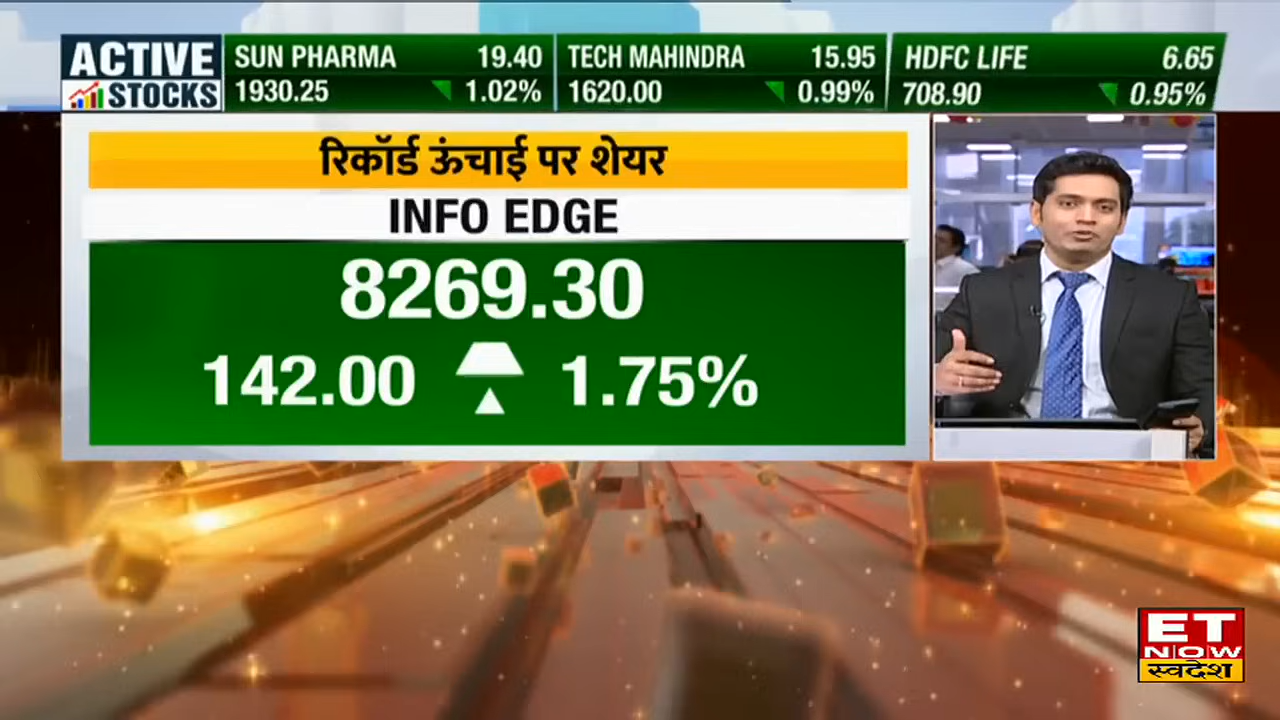 ACTIVE
STOCKS
SUN PHARMA 19.40
1930.25 1.02%
TECH MAHINDRA 15.95
1620.00 0.99%
HDFC LIFE 6.65
708.90 0.95%
रिकॉर्ड ऊंचाई पर शेयर
INFO EDGE
8269.30
142.00 1.75%
ET
NOW
स्वदेश